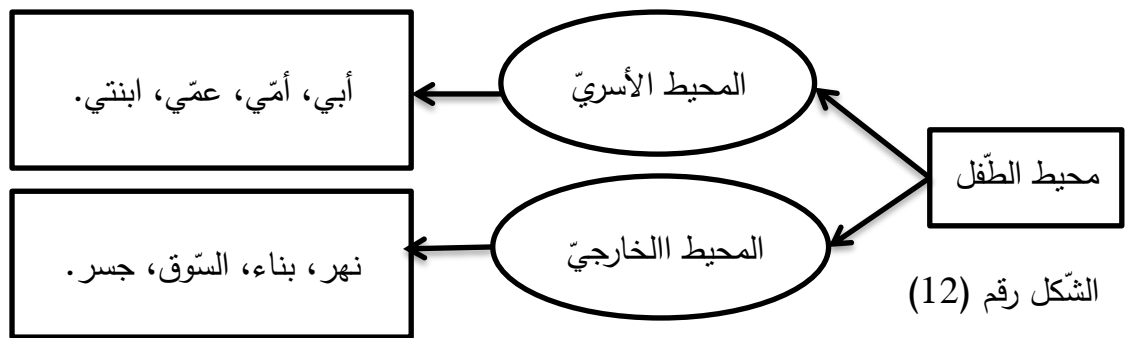 محيط الطّفل
المحيط الأسريّ
أبي، أمّي، عمّي، ابنتي.
المحيط االخارجيّ
نهر، بناء، السّوق، جسر.
الشّكل رقم (12)